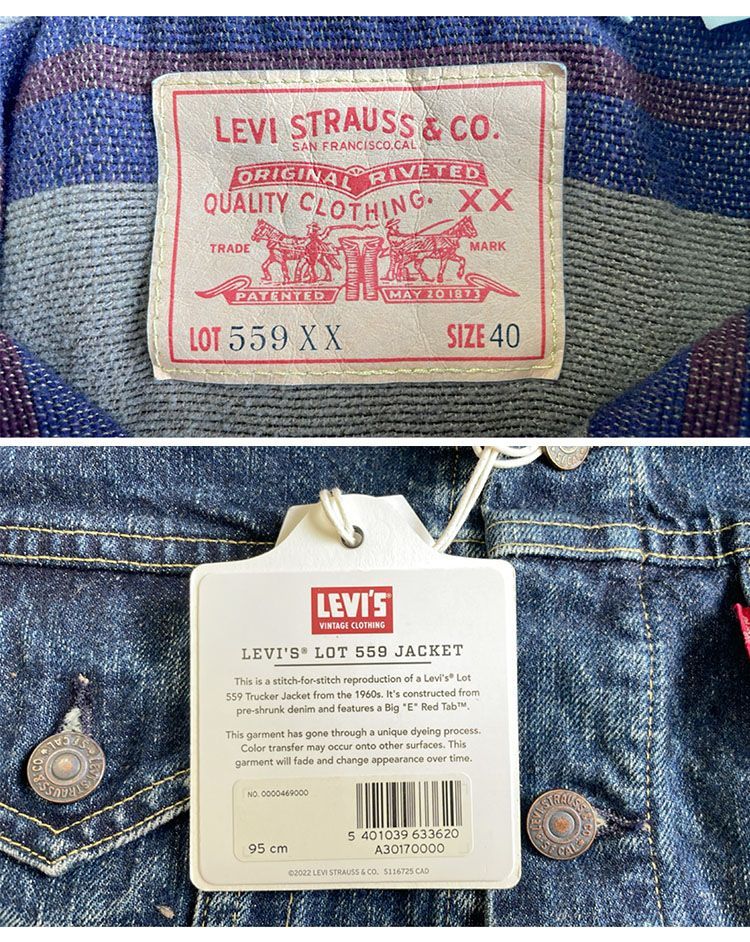 LEVI STRAUSS & CO.
SAN FRANCISCO, CAL.
ORIGINAL RIVETED
QUALITY CLOTHING. XX
TRADE MARK
PATENTED MAY 20 1873
LOT 559 XX SIZE 40
LEVI'S®
VINTAGE CLOTHING
LEVI'S® LOT 559 JACKET
This is a stitch-for-stitch reproduction of a Levi's® Lot
559 Trucker Jacket from the 1960s. It's constructed from
pre-shrunk denim and features a Big "E" Red Tab™.
This garment has gone through a unique dyeing process.
Color transfer may occur onto other surfaces. This
garment will fade and change appearance over time.
NO. 0000469000
5 401039 633620
95 cm A30170000
©2022 LEVI STRAUSS & CO. 5116725 CAD
LEVI STRAUSS & CO S.F. CAL
LEVI STRAUSS & CO S.F. CAL